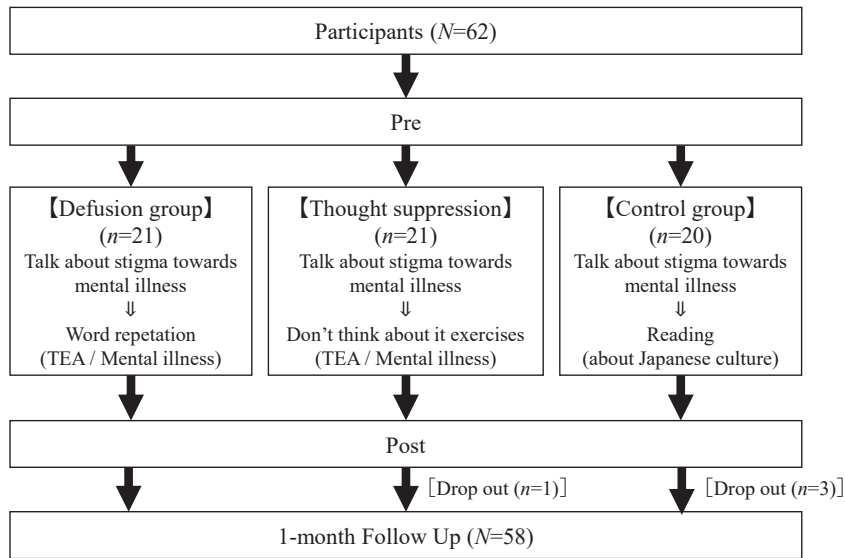 Participants (N=62)
Pre
【Defusion group】
(n=21)
Talk about stigma towards
mental illness
⇓
Word repetation
(TEA / Mental illness)
【Thought suppression】
(n=21)
Talk about stigma towards
mental illness
⇓
Don’t think about it exercises
(TEA / Mental illness)
【Control group】
(n=20)
Talk about stigma towards
mental illness
⇓
Reading
(about Japanese culture)
Post
［Drop out (n=1)］
［Drop out (n=3)］
1-month Follow Up (N=58)